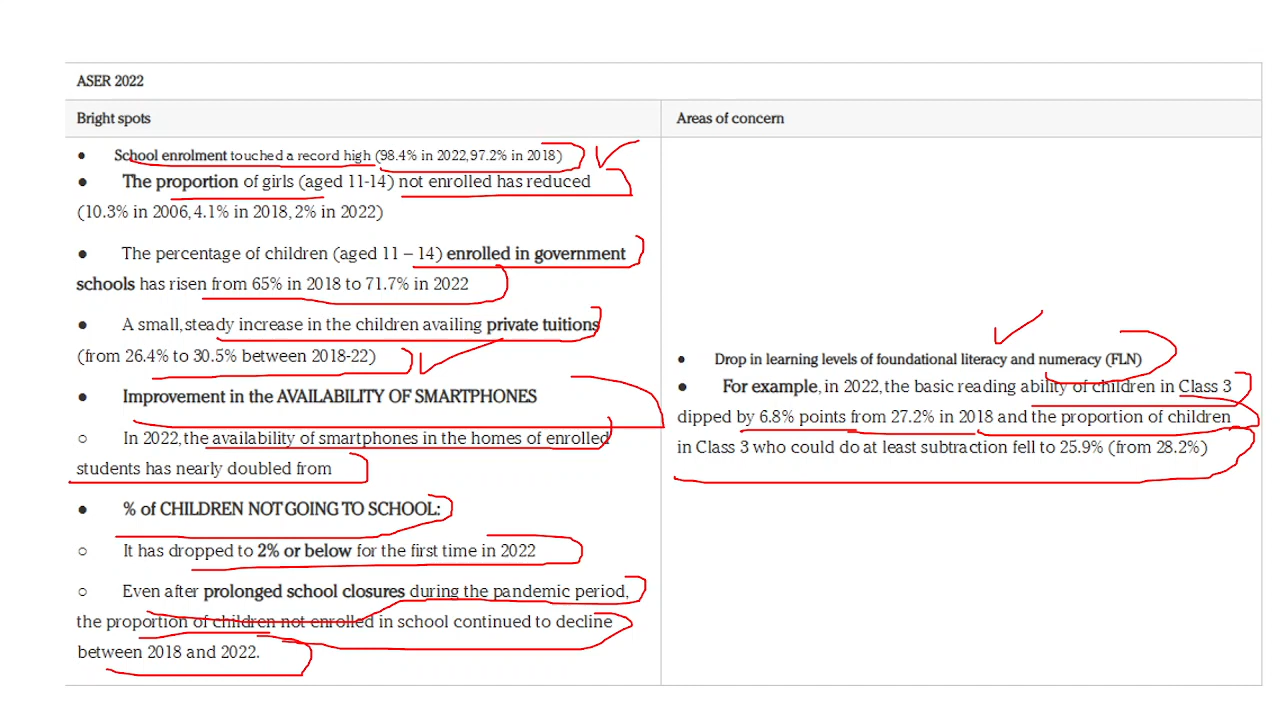 ASER 2022
Bright spots
Areas of concern
● School enrolment touched a record high (98.4% in 2022,97.2% in 2018)
● The proportion of girls (aged 11-14) not enrolled has reduced
(10.3% in 2006,4.1% in 2018,2% in 2022)
● The percentage of children (aged 11 – 14) enrolled in government
schools has risen from 65% in 2018 to 71.7% in 2022
● A small,steady increase in the children availing private tuitions
(from 26.4% to 30.5% between 2018-22)
● Improvement in the AVAILABILITY OF SMARTPHONES
○ In 2022,the availability of smartphones in the homes of enrolled
students has nearly doubled from
● % of CHILDREN NOT GOING TO SCHOOL:
○ It has dropped to 2% or below for the first time in 2022
○ Even after prolonged school closures during the pandemic period,
the proportion of children not enrolled in school continued to decline
between 2018 and 2022.
● Drop in learning levels of foundational literacy and numeracy (FLN)
● For example, in 2022,the basic reading ability of children in Class 3
dipped by 6.8% points from 27.2% in 2018 and the proportion of children
in Class 3 who could do at least subtraction fell to 25.9% (from 28.2%)